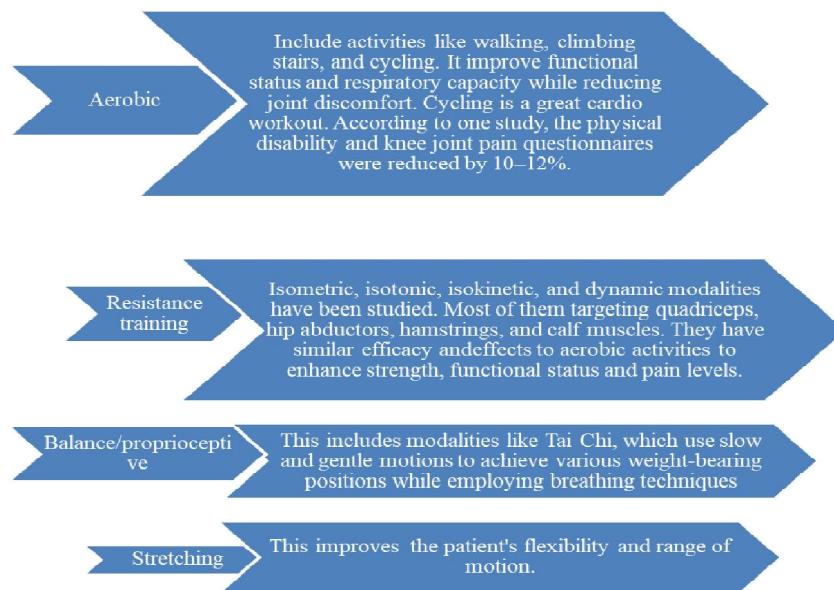 Aerobic
Include activities like walking, climbing
stairs, and cycling. It improve functional
status and respiratory capacity while reducing
joint discomfort. Cycling is a great cardio
workout. According to one study, the physical
disability and knee joint pain questionnaires
were reduced by 10–12%.
Resistance
training
Isometric, isotonic, isokinetic, and dynamic modalities
have been studied. Most of them targeting quadriceps,
hip abductors, hamstrings, and calf muscles. They have
similar efficacy andeffects to aerobic activities to
enhance strength, functional status and pain levels.
Balance/propriocepti
ve
This includes modalities like Tai Chi, which use slow
and gentle motions to achieve various weight-bearing
positions while employing breathing techniques
Stretching
This improves the patient's flexibility and range of
motion.